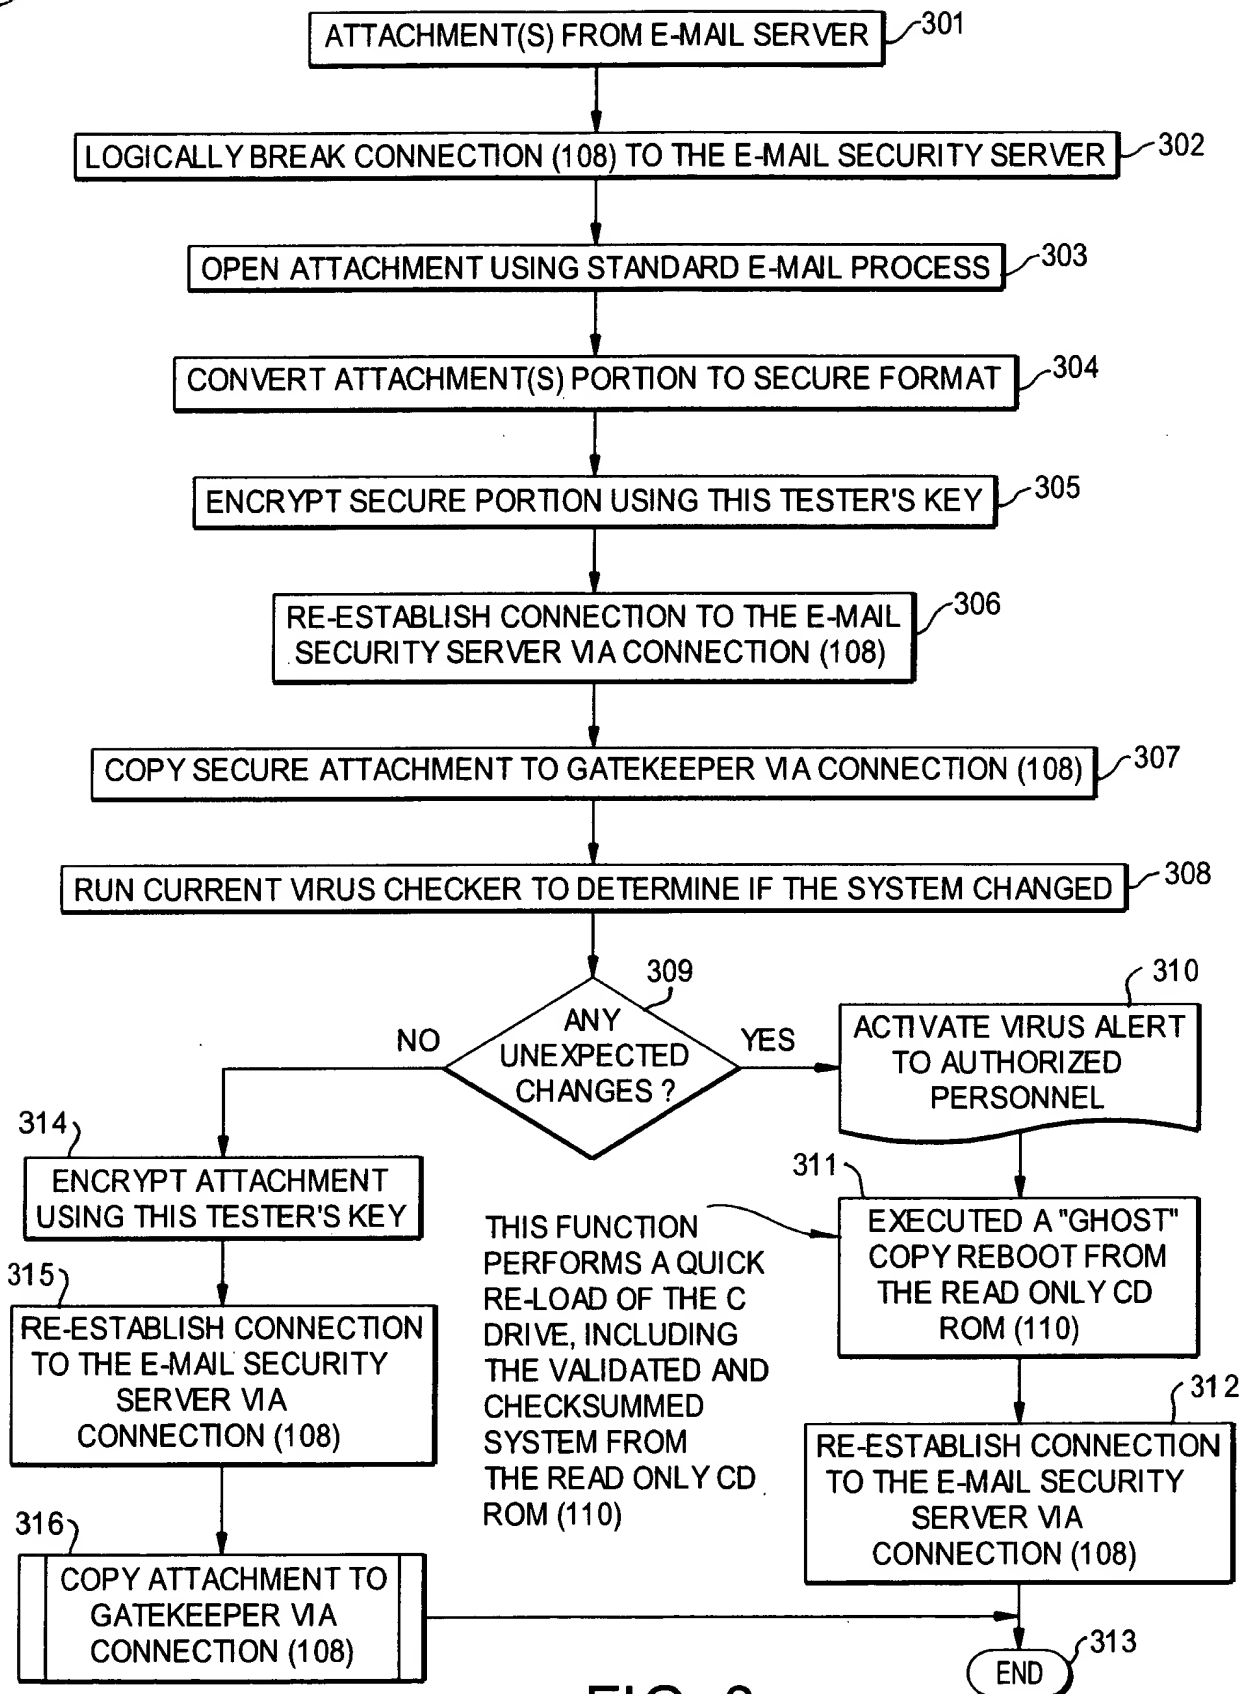 ATTACHMENT(S) FROM E-MAIL SERVER
301
LOGICALLY BREAK CONNECTION (108) TO THE E-MAIL SECURITY SERVER
302
OPEN ATTACHMENT USING STANDARD E-MAIL PROCESS
303
CONVERT ATTACHMENT(S) PORTION TO SECURE FORMAT
304
ENCRYPT SECURE PORTION USING THIS TESTER'S KEY
305
RE-ESTABLISH CONNECTION TO THE E-MAIL
SECURITY SERVER VIA CONNECTION (108)
306
COPY SECURE ATTACHMENT TO GATEKEEPER VIA CONNECTION (108)
307
RUN CURRENT VIRUS CHECKER TO DETERMINE IF THE SYSTEM CHANGED
308
309
ANY
UNEXPECTED
CHANGES ?
NO
YES
310
ACTIVATE VIRUS ALERT
TO AUTHORIZED
PERSONNEL
314
ENCRYPT ATTACHMENT
USING THIS TESTER'S KEY
311
EXECUTED A "GHOST"
COPY REBOOT FROM
THE READ ONLY CD
ROM (110)
THIS FUNCTION
PERFORMS A QUICK
RE-LOAD OF THE C
DRIVE, INCLUDING
THE VALIDATED AND
CHECKSUMMED
SYSTEM FROM
THE READ ONLY CD
ROM (110)
315
RE-ESTABLISH CONNECTION
TO THE E-MAIL SECURITY
SERVER VIA
CONNECTION (108)
312
RE-ESTABLISH CONNECTION
TO THE E-MAIL SECURITY
SERVER VIA
CONNECTION (108)
316
COPY ATTACHMENT TO
GATEKEEPER VIA
CONNECTION (108)
313
END